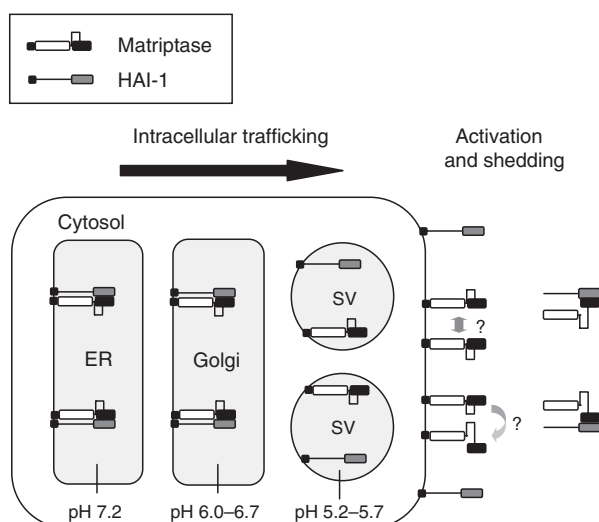 Matriptase
HAI-1
Intracellular trafficking
Activation
and shedding
Cytosol
ER
Golgi
SV
SV
?
?
pH 7.2
pH 6.0–6.7
pH 5.2–5.7